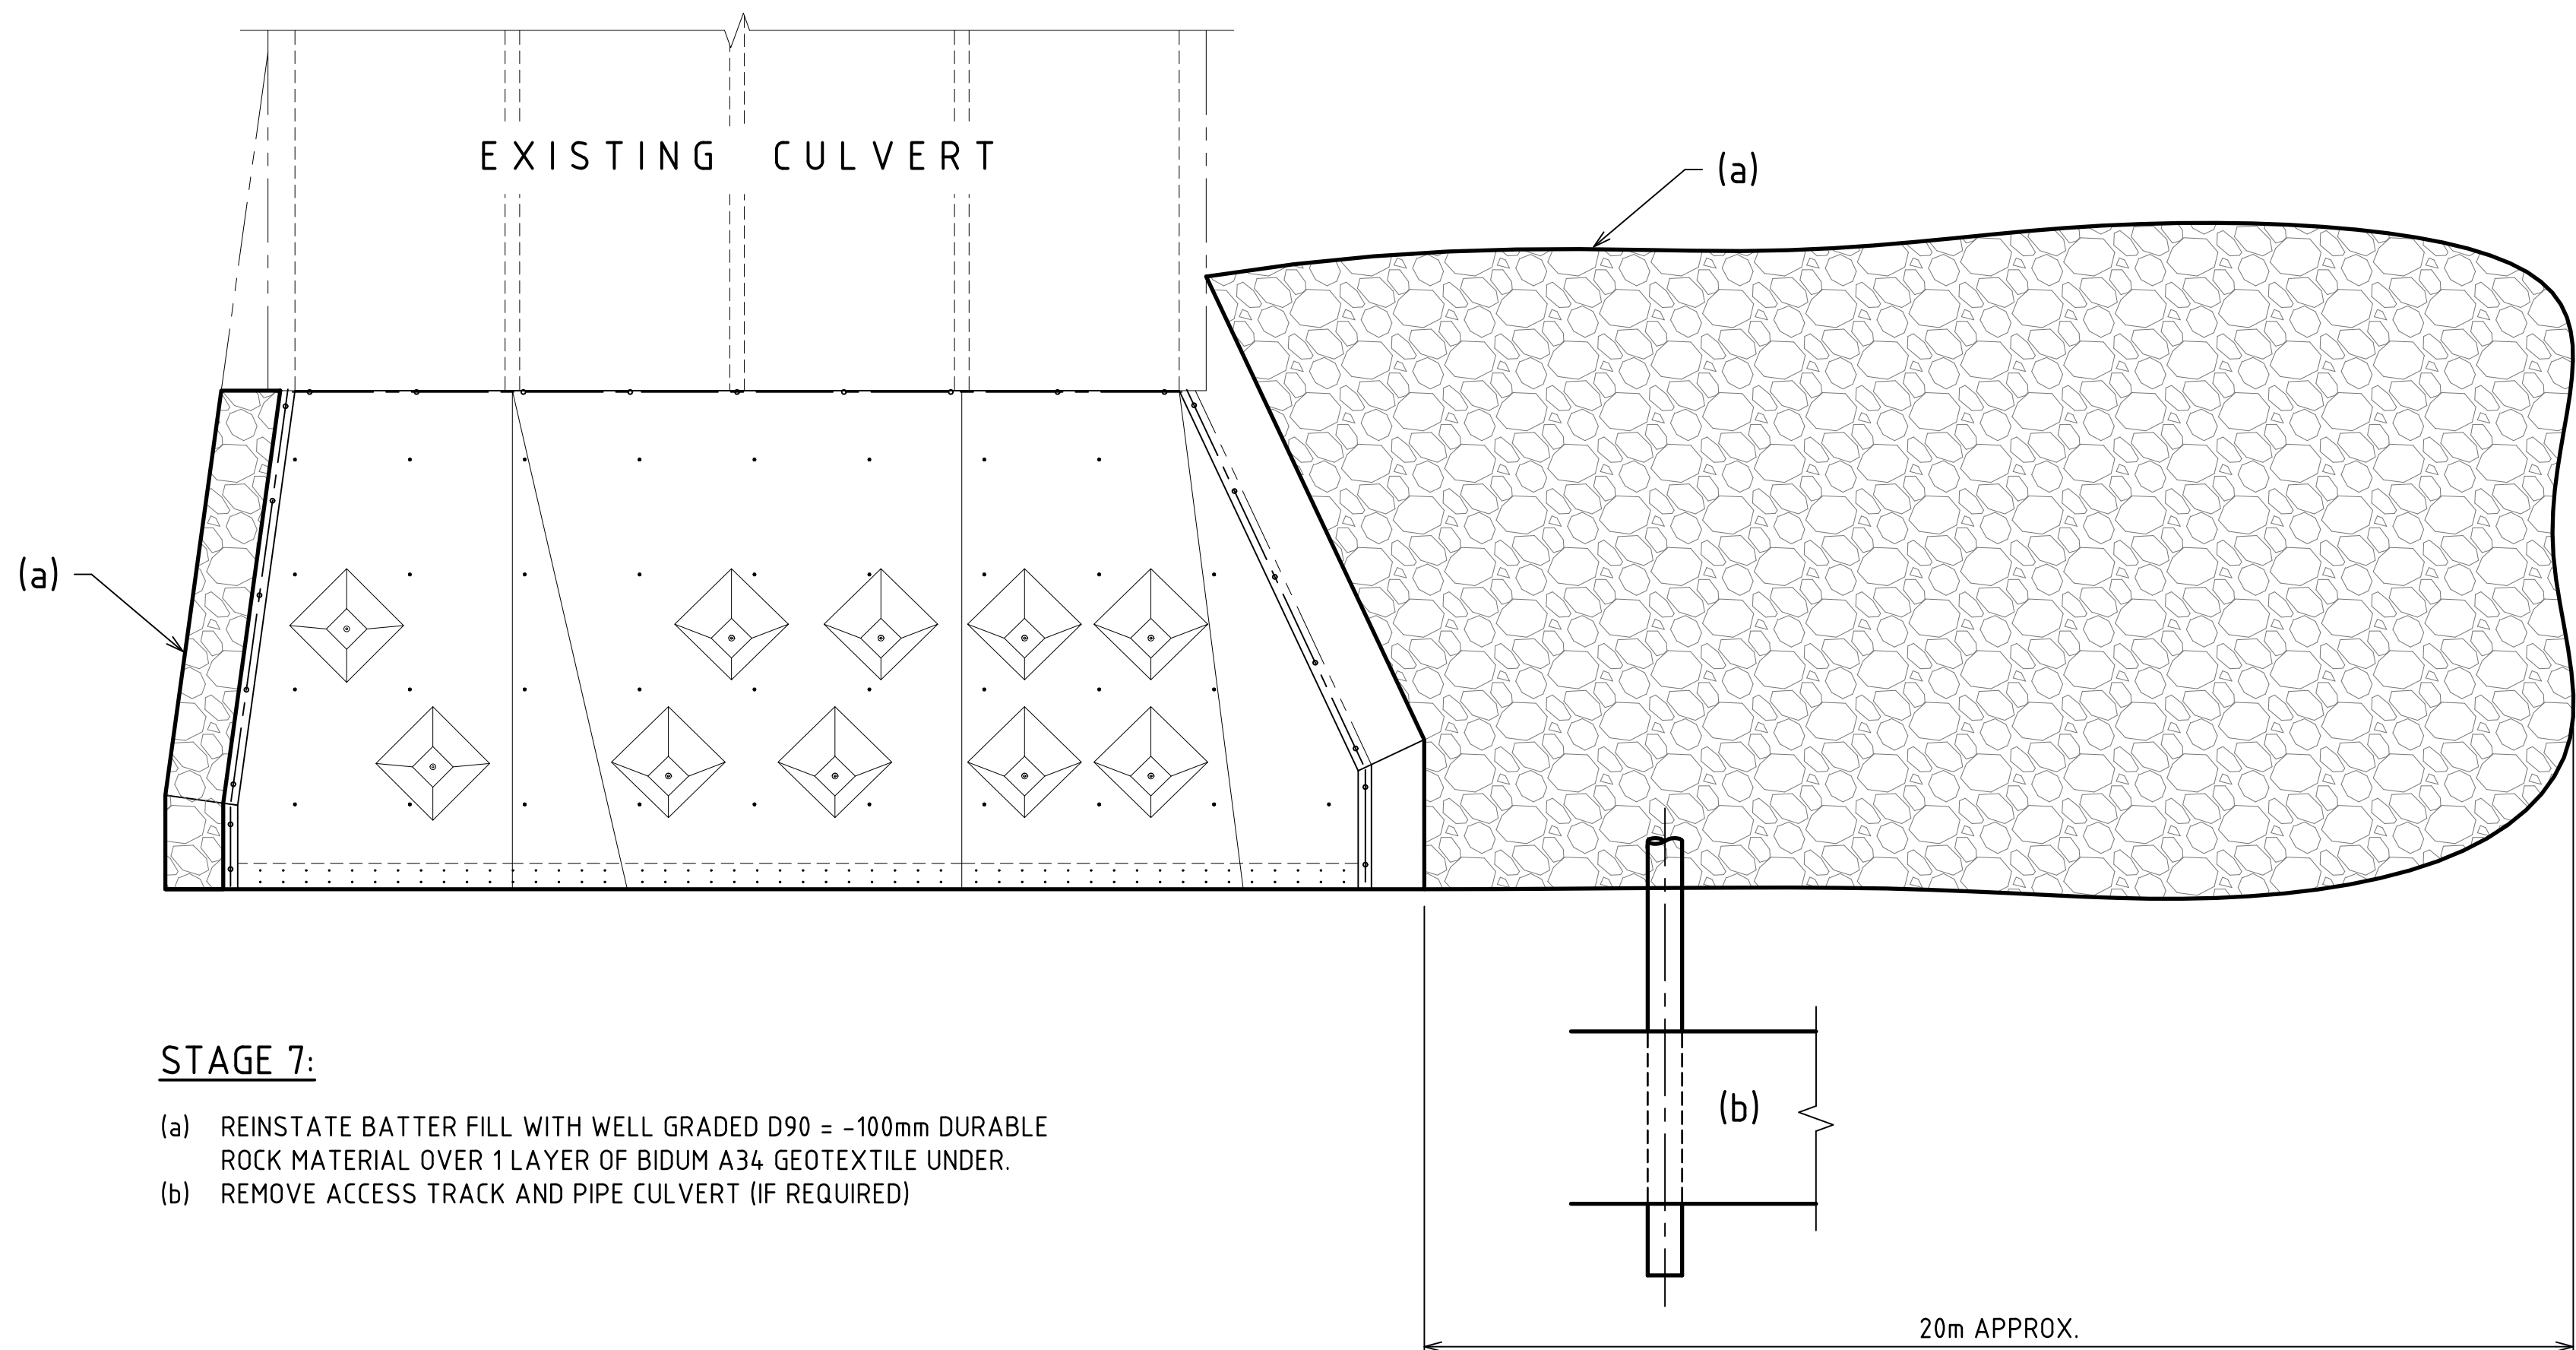 EXISTING CULVERT
(a)
(a)
STAGE 7:
(a) REINSTATE BATTER FILL WITH WELL GRADED D90 = -100mm DURABLE
ROCK MATERIAL OVER 1 LAYER OF BIDUM A34 GEOTEXTILE UNDER.
(b) REMOVE ACCESS TRACK AND PIPE CULVERT (IF REQUIRED)
(b)
20m APPROX.